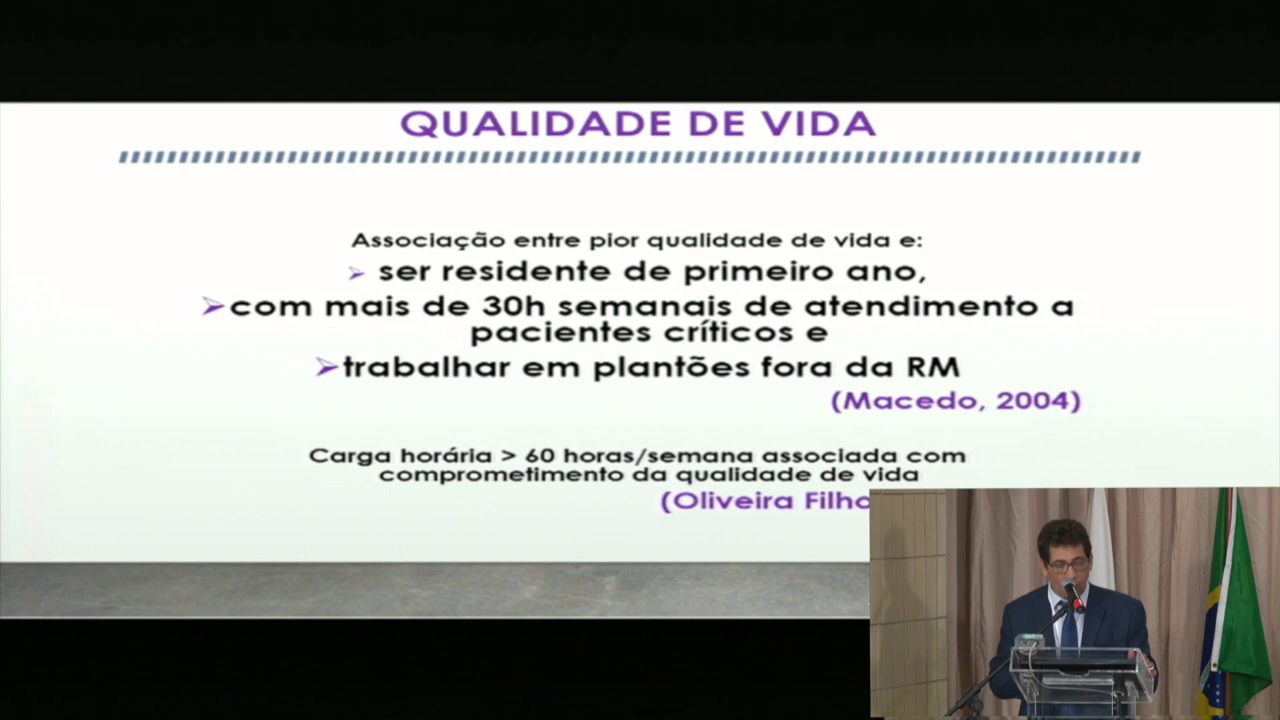 QUALIDADE DE VIDA
Associação entre pior qualidade de vida e:
➢ ser residente de primeiro ano,
➢com mais de 30h semanais de atendimento a
pacientes críticos e
➢trabalhar em plantões fora da RM
(Macedo, 2004)
Carga horária > 60 horas/semana associada com
comprometimento da qualidade de vida
(Oliveira Filho